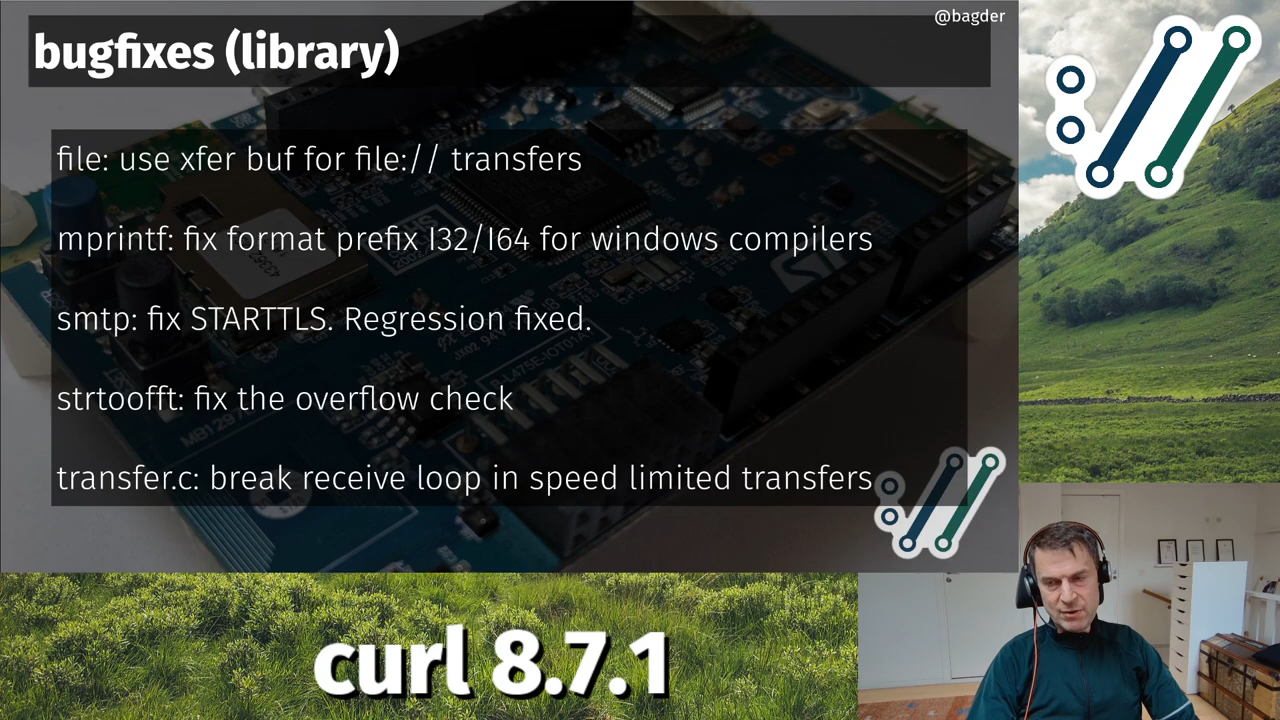 @bagder
bugfixes (library)
file: use xfer buf for file:// transfers
mprintf: fix format prefix I32/I64 for windows compilers
smtp: fix STARTTLS. Regression fixed.
strtoofft: fix the overflow check
transfer.c: break receive loop in speed limited transfers
curl 8.7.1